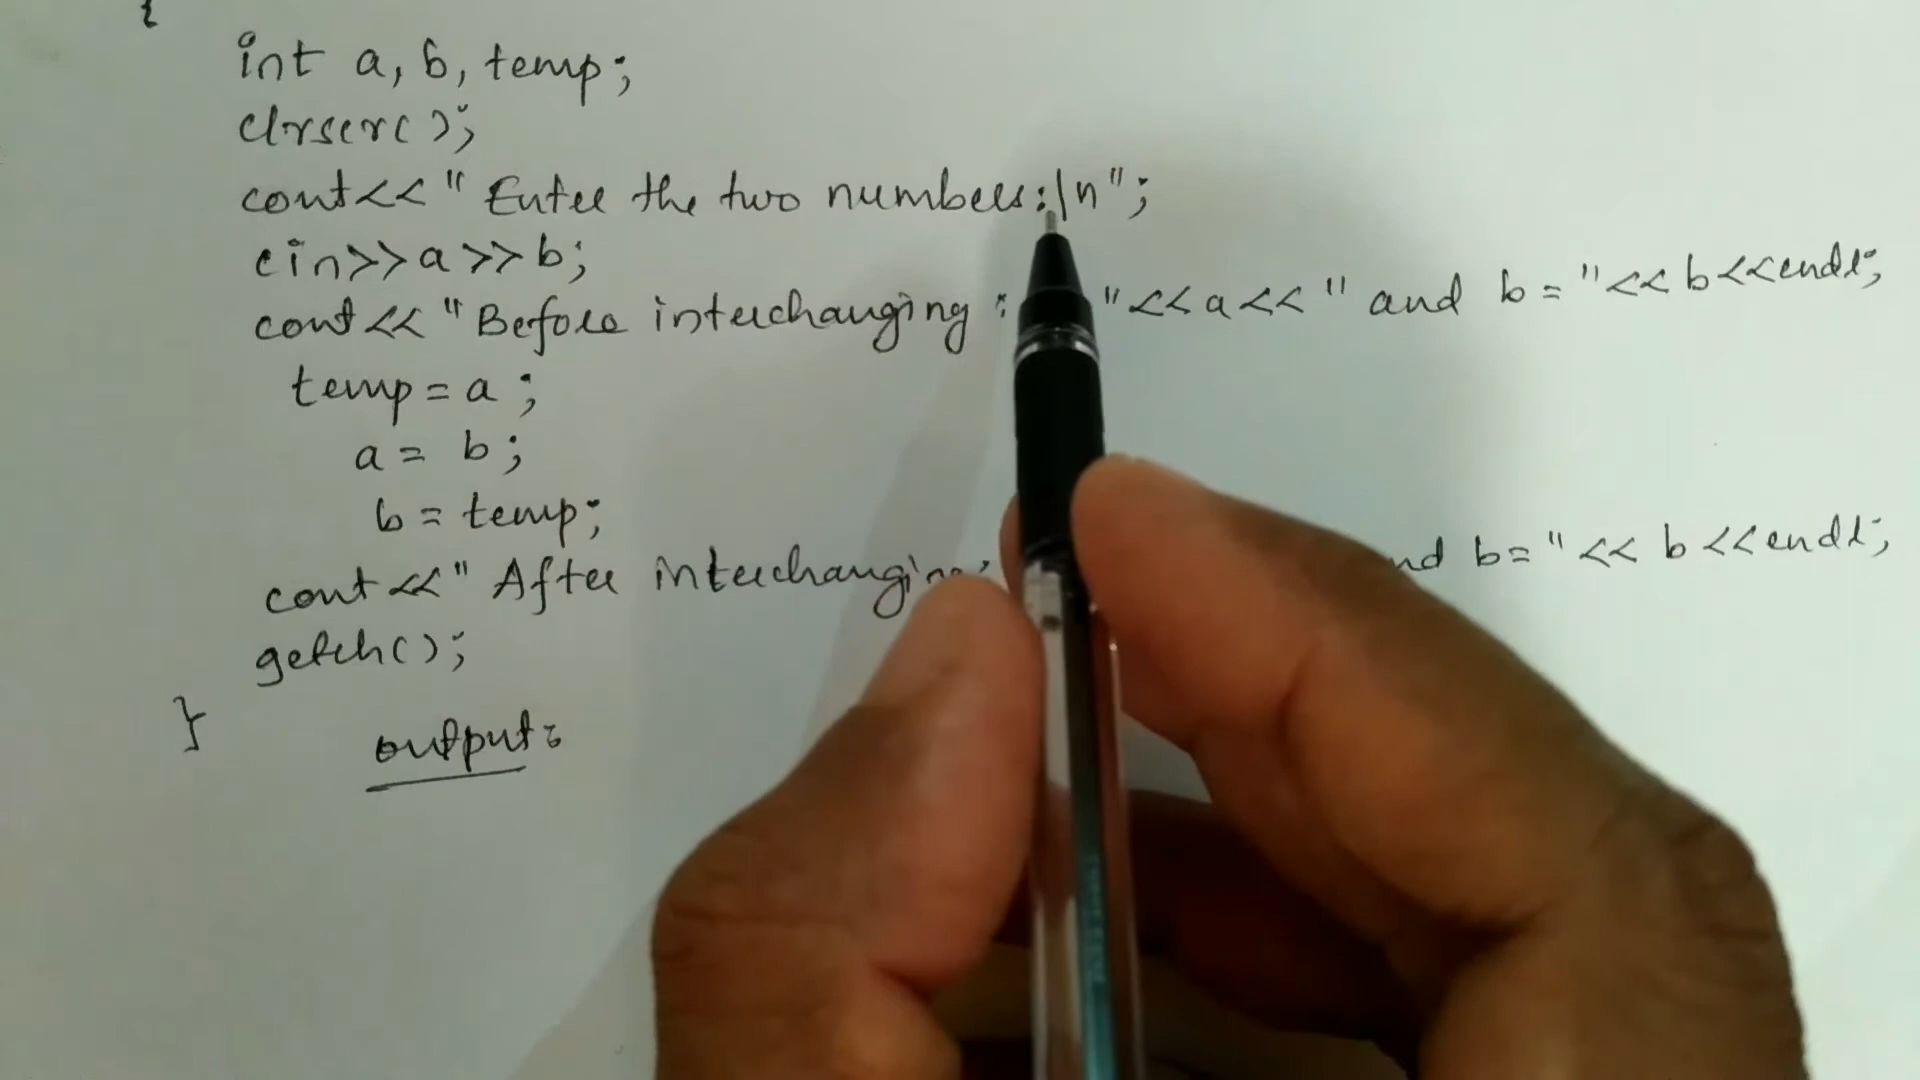 {
int a, b, temp;
clrscr();
cout<<"Enter the two numbers:\n";
cin>>a>>b;
cout<<"Before interchanging : "<<a<<" and b="<<b<<endl;
temp=a;
a= b;
b=temp;
cout<<"After interchanging: and b="<< b<<endl;
getch();
}
output: